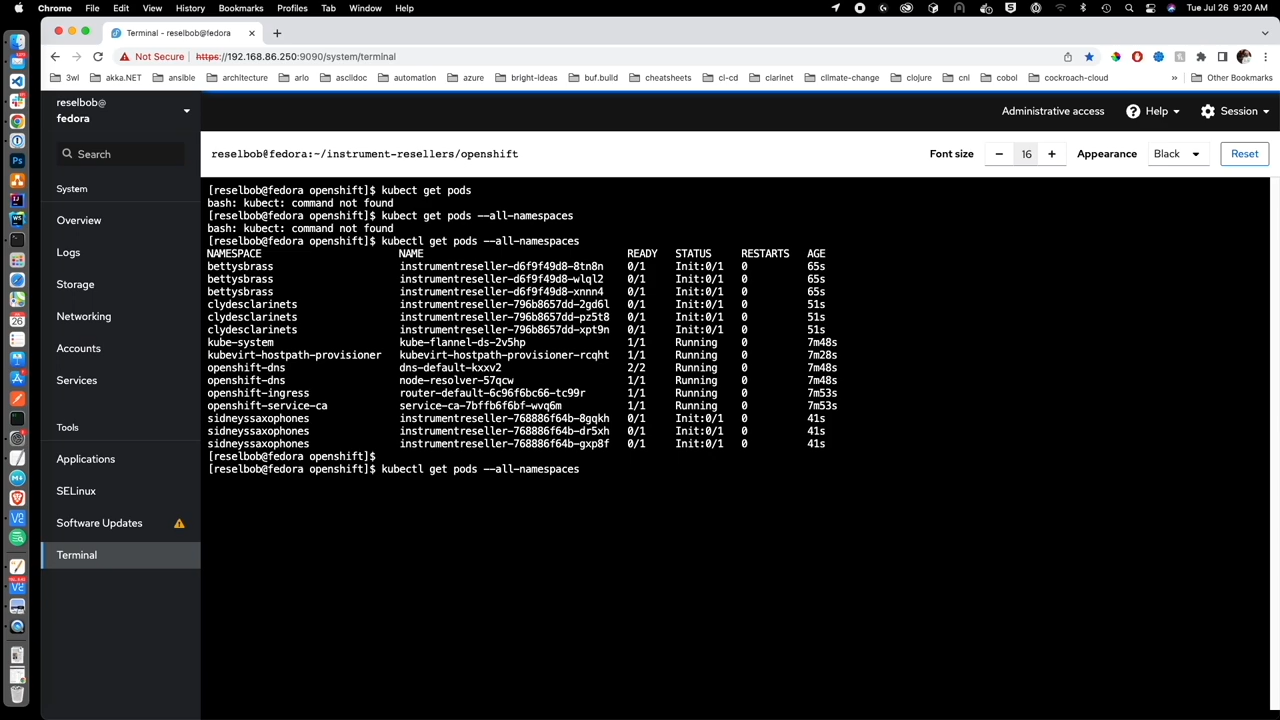 Chrome File Edit View History Bookmarks Profiles Tab Window Help Tue Jul 26 9:20 AM
Terminal - reselbob@fedora
Not Secure https://192.168.86.250:9090/system/terminal
3wl akka.NET ansible architecture arlo asciidoc automation azure bright-ideas buf.build cheatsheets ci-cd clarinet climate-change clojure cni cobol cockroach-cloud » Other Bookmarks
reselbob@
fedora
Administrative access Help Session
Search
reselbob@fedora:~/instrument-resellers/openshift Font size 16 Appearance Black Reset
System
Overview
Logs
Storage
Networking
Accounts
Services
Tools
Applications
SELinux
Software Updates
Terminal
[reselbob@fedora openshift]$ kubect get pods
bash: kubect: command not found
[reselbob@fedora openshift]$ kubect get pods --all-namespaces
bash: kubect: command not found
[reselbob@fedora openshift]$ kubectl get pods --all-namespaces
NAMESPACE NAME READY STATUS RESTARTS AGE
bettysbrass instrumentreseller-d6f9f49d8-8tn8n 0/1 Init:0/1 0 65s
bettysbrass instrumentreseller-d6f9f49d8-wlql2 0/1 Init:0/1 0 65s
bettysbrass instrumentreseller-d6f9f49d8-xnnn4 0/1 Init:0/1 0 65s
clydesclarinets instrumentreseller-796b8657dd-2gd6l 0/1 Init:0/1 0 51s
clydesclarinets instrumentreseller-796b8657dd-pz5t8 0/1 Init:0/1 0 51s
clydesclarinets instrumentreseller-796b8657dd-xpt9n 0/1 Init:0/1 0 51s
kube-system kube-flannel-ds-2v5hp 1/1 Running 0 7m48s
kubevirt-hostpath-provisioner kubevirt-hostpath-provisioner-rcqht 1/1 Running 0 7m28s
openshift-dns dns-default-kxxv2 2/2 Running 0 7m48s
openshift-dns node-resolver-57qcw 1/1 Running 0 7m48s
openshift-ingress router-default-6c96f6bc66-tc99r 1/1 Running 0 7m53s
openshift-service-ca service-ca-7bffb6f6bf-wvq6m 1/1 Running 0 7m53s
sidneyssaxophones instrumentreseller-768886f64b-8gqkh 0/1 Init:0/1 0 41s
sidneyssaxophones instrumentreseller-768886f64b-dr5xh 0/1 Init:0/1 0 41s
sidneyssaxophones instrumentreseller-768886f64b-gxp8f 0/1 Init:0/1 0 41s
[reselbob@fedora openshift]$
[reselbob@fedora openshift]$ kubectl get pods --all-namespaces